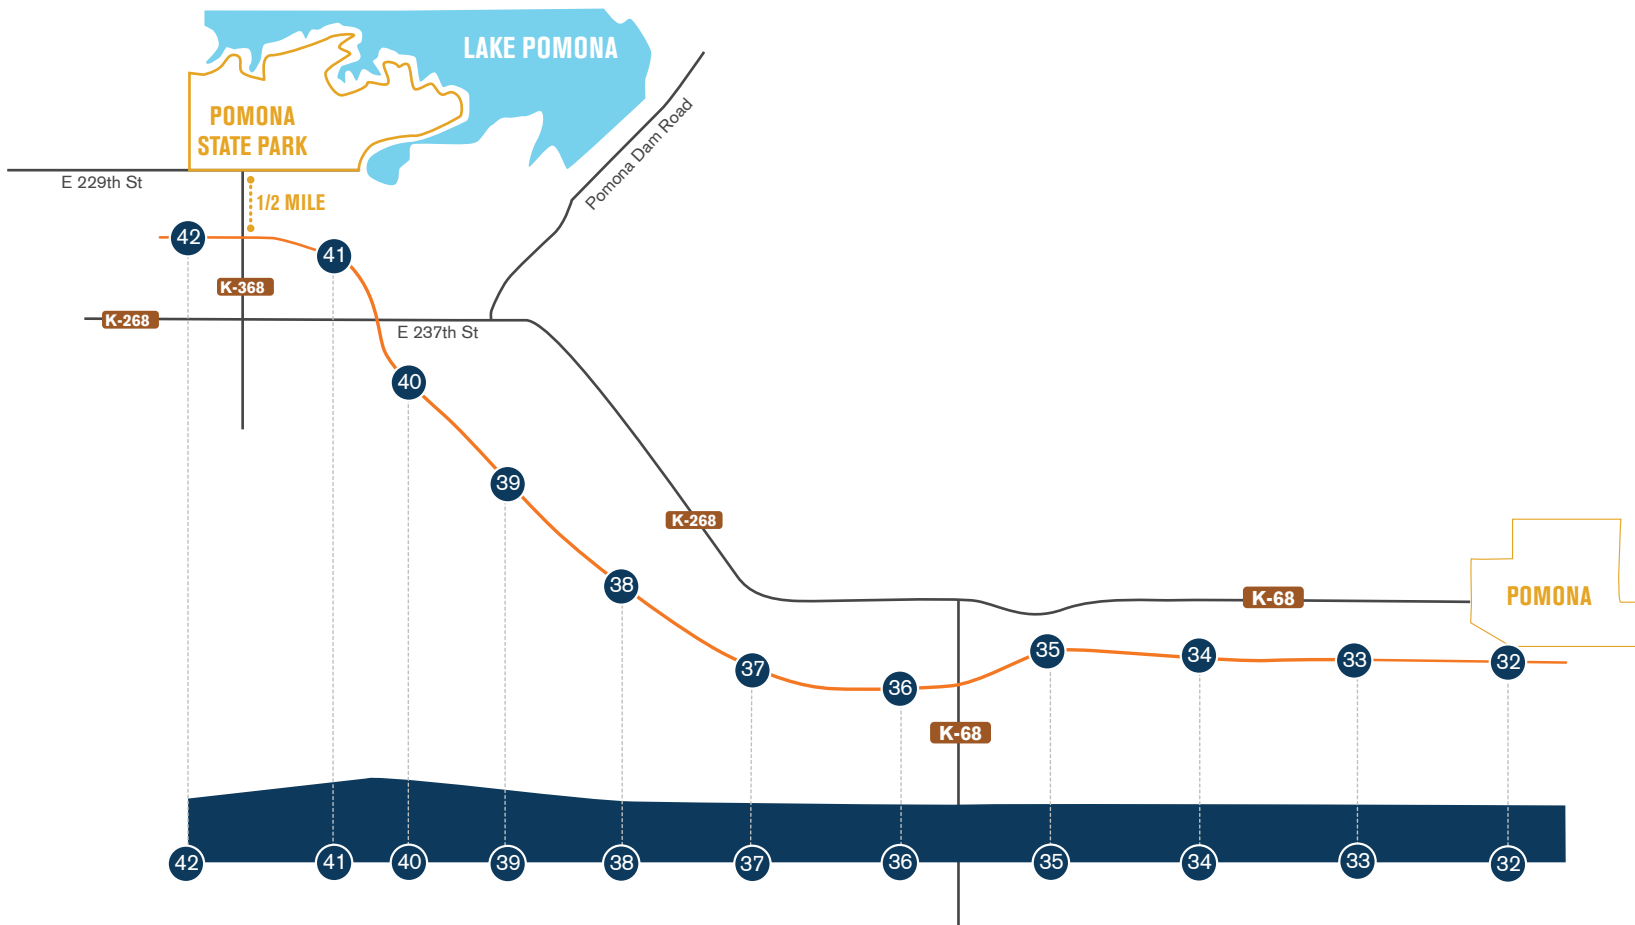 LAKE POMONA
POMONA
STATE PARK
Pomona Dam Road
E 229th St
1/2 MILE
42
41
K-368
K-268
E 237th St
40
39
K-268
38
K-68
POMONA
37
36
35
34
33
32
K-68
42
41
40
39
38
37
36
35
34
33
32